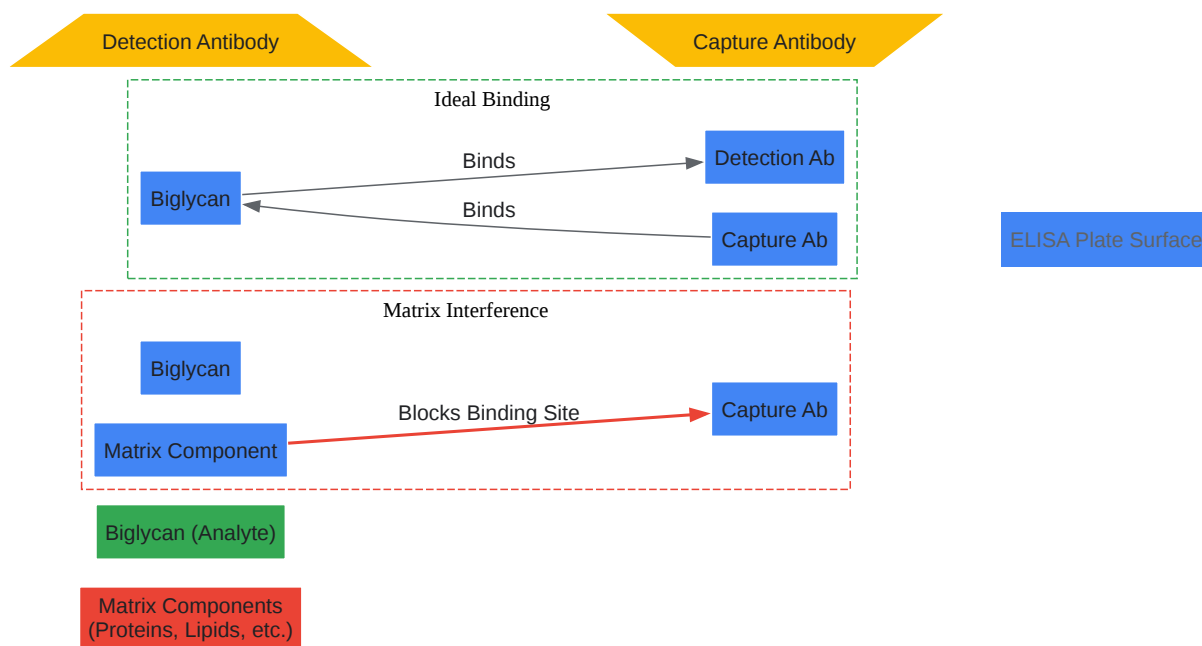 Detection Antibody
Capture Antibody
Ideal Binding
Binds
Detection Ab
Biglycan
Binds
Capture Ab
ELISA Plate Surface
Matrix Interference
Biglycan
Blocks Binding Site
Capture Ab
Matrix Component
Biglycan (Analyte)
Matrix Components
(Proteins, Lipids, etc.)